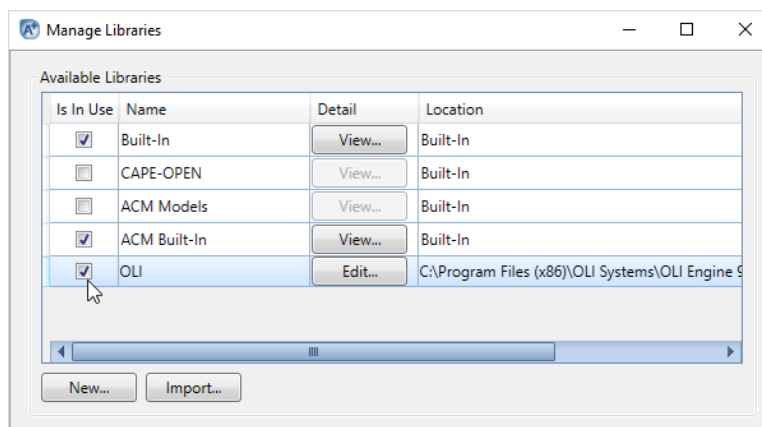 Manage Libraries
Available Libraries
Is In Use Name Detail Location
Built-In View... Built-In
CAPE-OPEN View... Built-In
ACM Models View... Built-In
ACM Built-In View... Built-In
OLI Edit... C:\Program Files (x86)\OLI Systems\OLI Engine 9
New... Import...